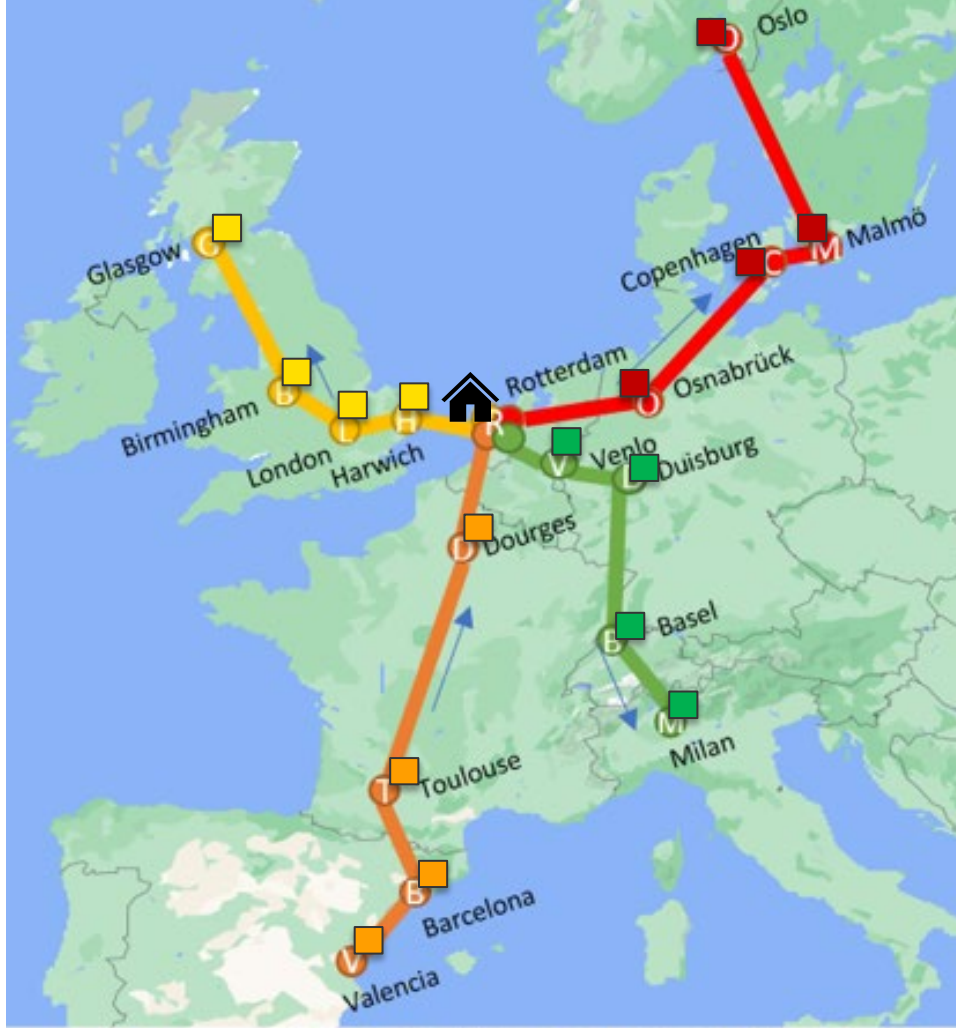 Oslo
O
Glasgow
G
Copenhagen
C
M
Malmö
Rotterdam
R
Osnabrück
O
Birmingham
B
London
L
Harwich
H
V
Venlo
Duisburg
D
Dourges
B
Basel
M
Milan
T
Toulouse
B
Barcelona
V
Valencia